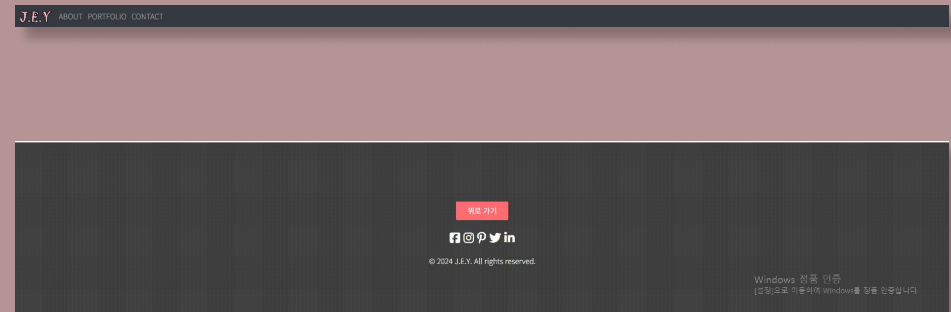 J.E.Y ABOUT PORTFOLIO CONTACT
위로 가기
© 2024 J.E.Y. All rights reserved.
Windows 정품 인증
[설정]으로 이동하여 Windows를 정품 인증합니다.